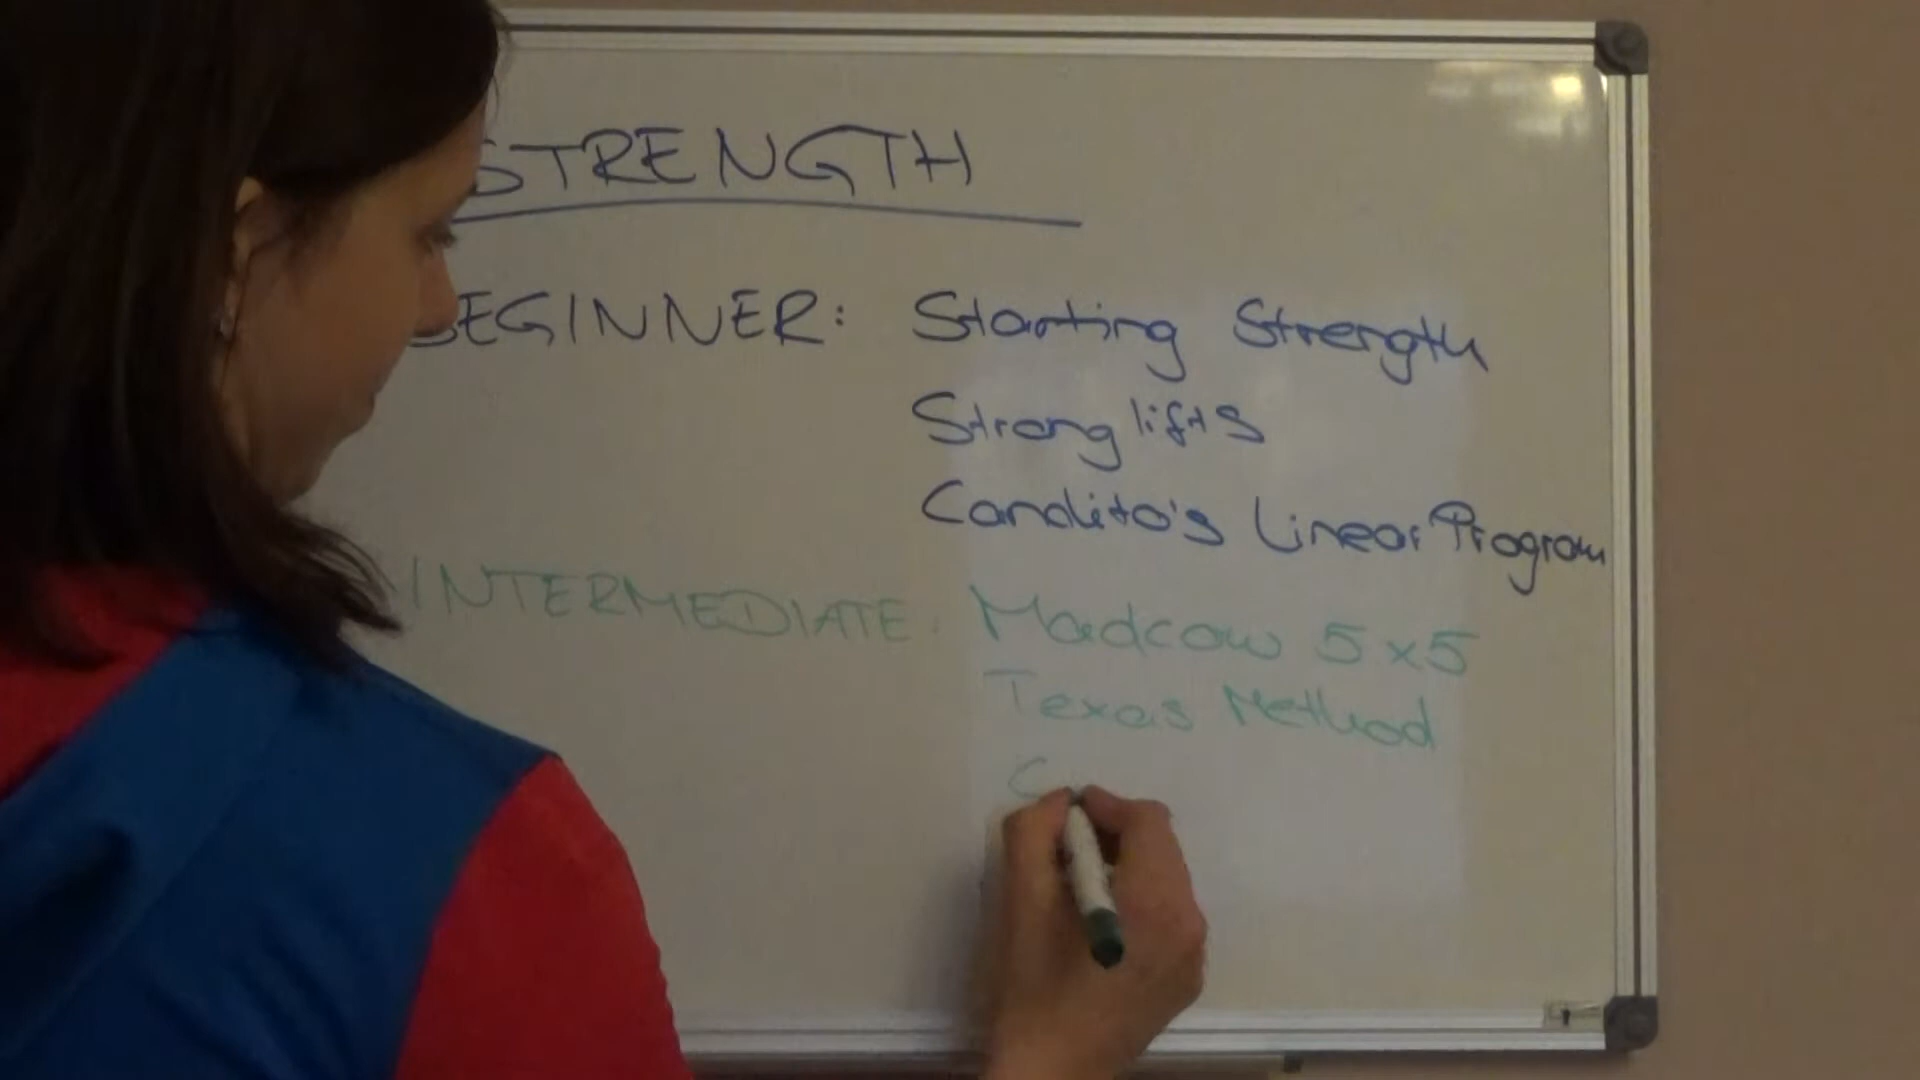 STRENGTH
BEGINNER: Starting Strength
Stronglifts
Candito's Linear Program
INTERMEDIATE: Madcow 5x5
Texas Method
C